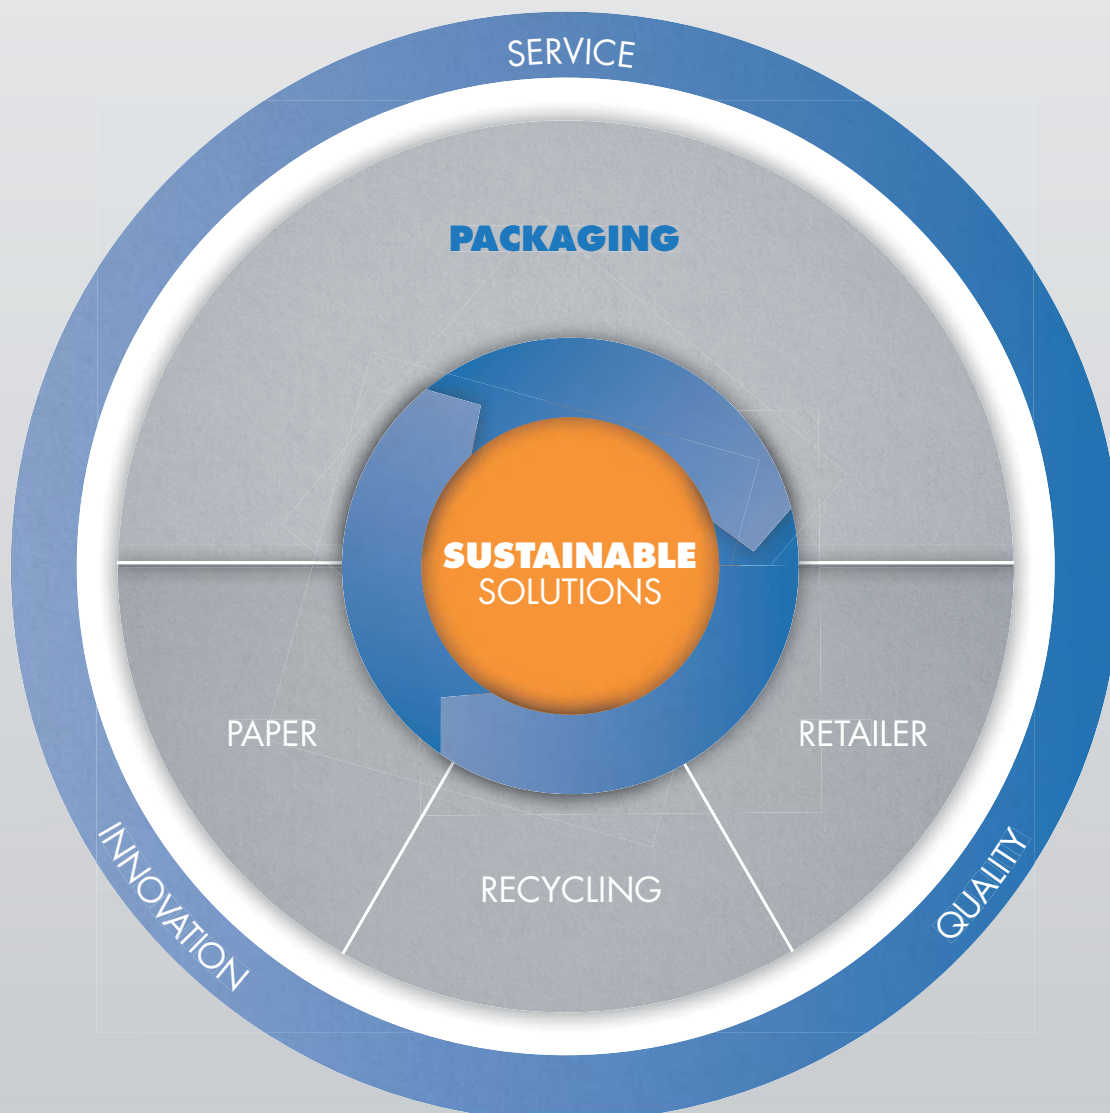 SERVICE
PACKAGING
SUSTAINABLE
SOLUTIONS
PAPER
RETAILER
RECYCLING
INNOVATION
QUALITY